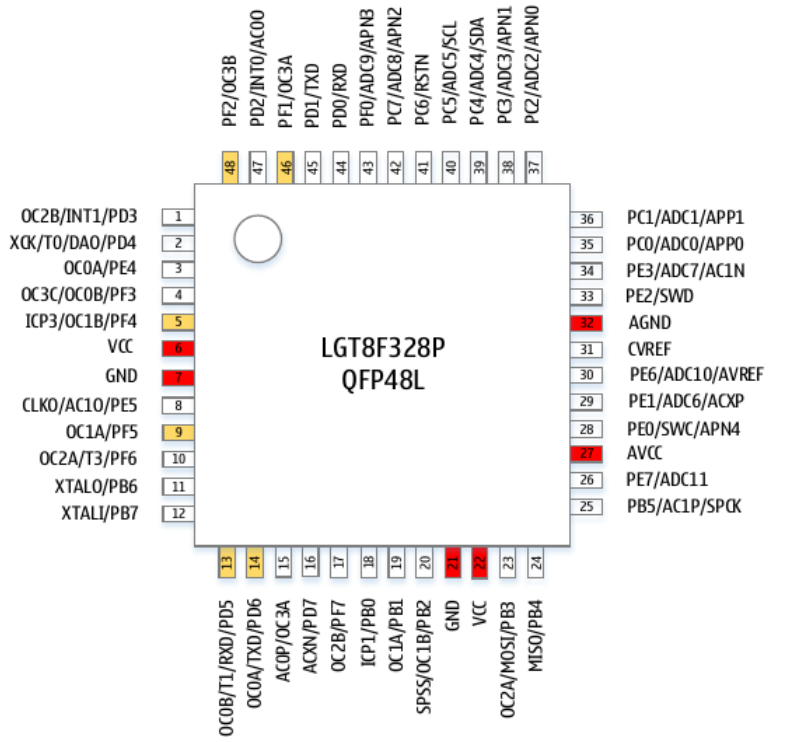 PF2/OC3B
PD2/INT0/AC0O
PF1/OC3A
PD1/TXD
PD0/RXD
PF0/ADC9/APN3
PC7/ADC8/APN2
PC6/RSTN
PC5/ADC5/SCL
PC4/ADC4/SDA
PC3/ADC3/APN1
PC2/ADC2/APN0
48 47 46 45 44 43 42 41 40 39 38 37
OC2B/INT1/PD3 1
XCK/T0/DAO/PD4 2
OC0A/PE4 3
OC3C/OC0B/PF3 4
ICP3/OC1B/PF4 5
VCC 6
GND 7
CLKO/AC1O/PE5 8
OC1A/PF5 9
OC2A/T3/PF6 10
XTALO/PB6 11
XTALI/PB7 12
LGT8F328P
QFP48L
36 PC1/ADC1/APP1
35 PC0/ADC0/APP0
34 PE3/ADC7/AC1N
33 PE2/SWD
32 AGND
31 CVREF
30 PE6/ADC10/AVREF
29 PE1/ADC6/ACXP
28 PE0/SWC/APN4
27 AVCC
26 PE7/ADC11
25 PB5/AC1P/SPCK
13 14 15 16 17 18 19 20 21 22 23 24
OC0B/T1/RXD/PD5
OC0A/TXD/PD6
AC0P/OC3A
ACXN/PD7
OC2B/PF7
ICP1/PB0
OC1A/PB1
SPSS/OC1B/PB2
GND
VCC
OC2A/MOSI/PB3
MISO/PB4